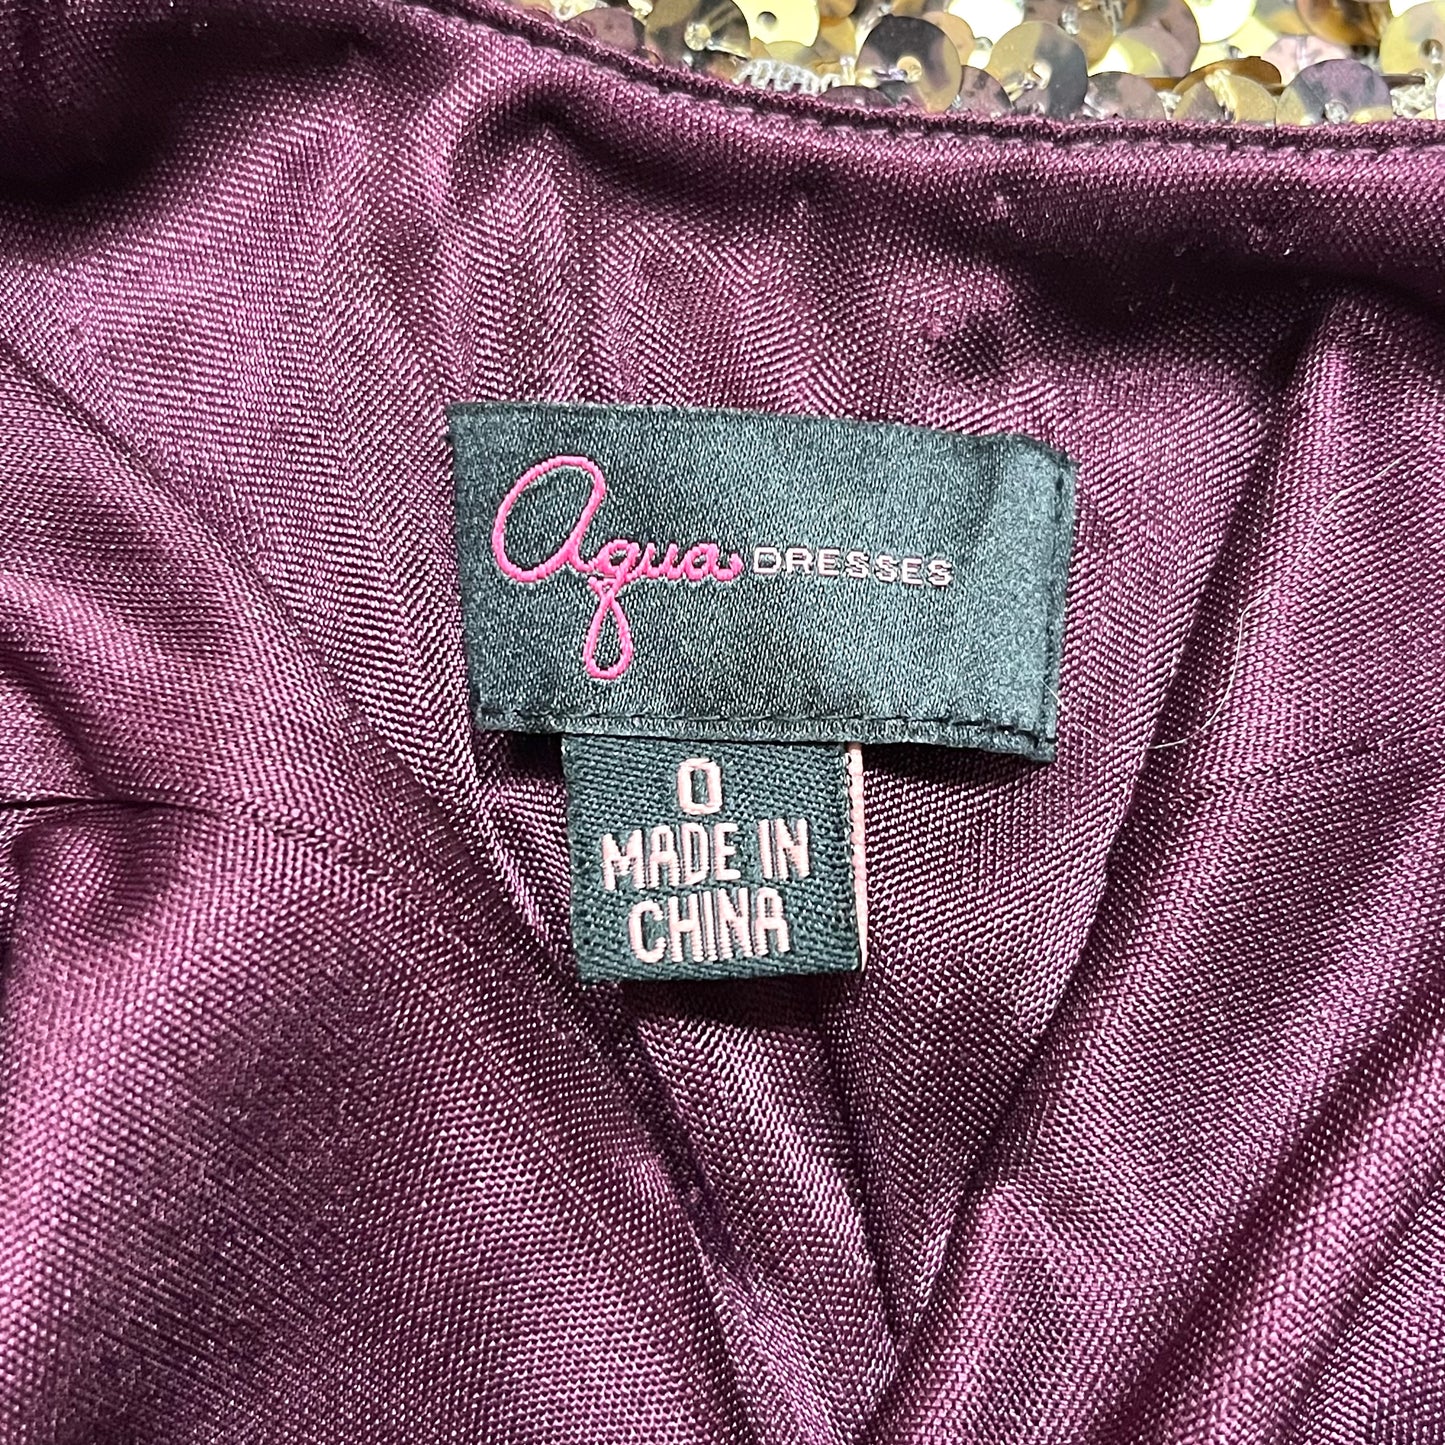 Aqua DRESSES
0
MADE IN
CHINA